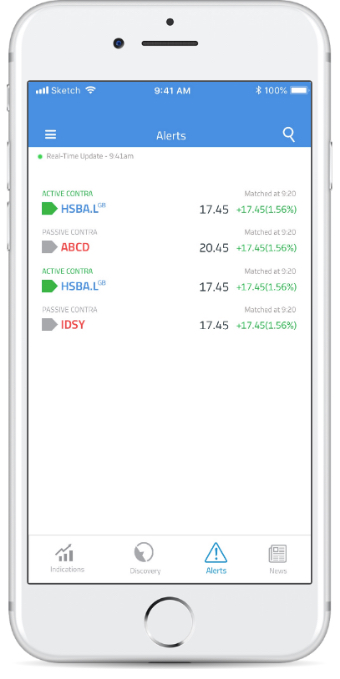 Sketch 9:41 AM 100%
Alerts
Real-Time Update - 9:41am
ACTIVE CONTRA Matched at 9:20
HSBA.L GB 17.45 +17.45(1.56%)
PASSIVE CONTRA Matched at 9:20
ABCD 20.45 +17.45(1.56%)
ACTIVE CONTRA Matched at 9:20
HSBA.L GB 17.45 +17.45(1.56%)
PASSIVE CONTRA Matched at 9:20
IDSY 17.45 +17.45(1.56%)
Indications Discovery Alerts News